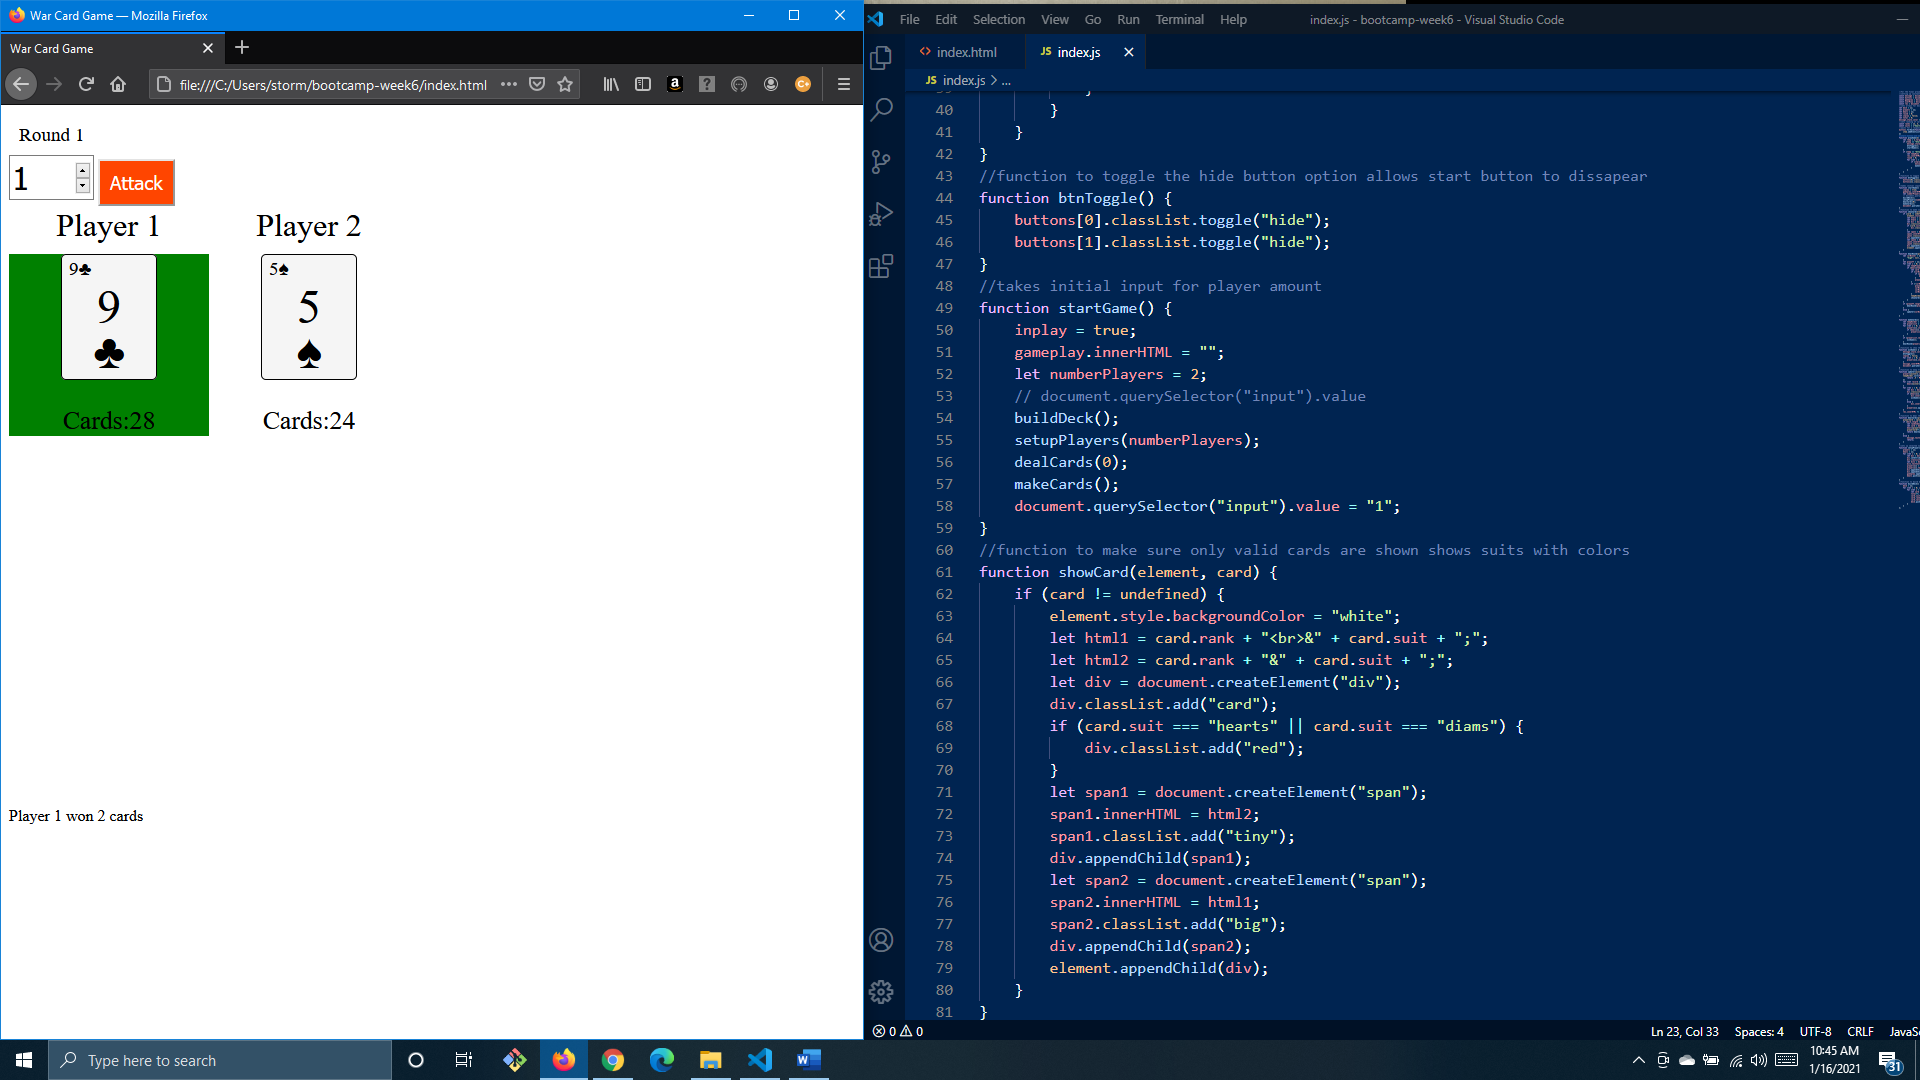 War Card Game — Mozilla Firefox
War Card Game
file:///C:/Users/storm/bootcamp-week6/index.html
Round 1
1
Attack
Player 1 Player 2
9♣ 5♠
9 5
♣ ♠
Cards:28 Cards:24
Player 1 won 2 cards
File Edit Selection View Go Run Terminal Help index.js - bootcamp-week6 - Visual Studio Code
index.html JS index.js
JS index.js > ...
40 }
41 }
42 }
43 //function to toggle the hide button option allows start button to dissapear
44 function btnToggle() {
45 buttons[0].classList.toggle("hide");
46 buttons[1].classList.toggle("hide");
47 }
48 //takes initial input for player amount
49 function startGame() {
50 inplay = true;
51 gameplay.innerHTML = "";
52 let numberPlayers = 2;
53 // document.querySelector("input").value
54 buildDeck();
55 setupPlayers(numberPlayers);
56 dealCards(0);
57 makeCards();
58 document.querySelector("input").value = "1";
59 }
60 //function to make sure only valid cards are shown shows suits with colors
61 function showCard(element, card) {
62 if (card != undefined) {
63 element.style.backgroundColor = "white";
64 let html1 = card.rank + "<br>&" + card.suit + ";";
65 let html2 = card.rank + "&" + card.suit + ";";
66 let div = document.createElement("div");
67 div.classList.add("card");
68 if (card.suit === "hearts" || card.suit === "diams") {
69 div.classList.add("red");
70 }
71 let span1 = document.createElement("span");
72 span1.innerHTML = html2;
73 span1.classList.add("tiny");
74 div.appendChild(span1);
75 let span2 = document.createElement("span");
76 span2.innerHTML = html1;
77 span2.classList.add("big");
78 div.appendChild(span2);
79 element.appendChild(div);
80 }
81 }
0 0 Ln 23, Col 33 Spaces: 4 UTF-8 CRLF JavaS
Type here to search
10:45 AM
1/16/2021
31